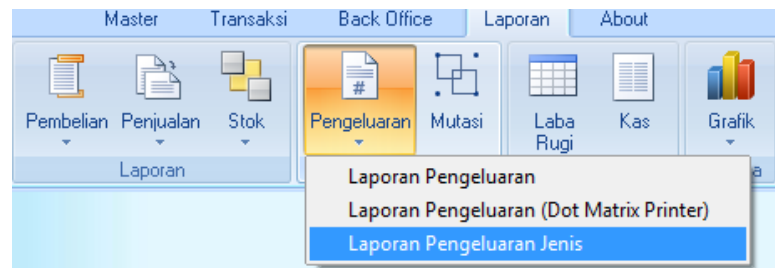 Master Transaksi Back Office Laporan About
#
Pembelian Penjualan Stok Pengeluaran Mutasi Laba Rugi Kas Grafik
Laporan a
Laporan Pengeluaran
Laporan Pengeluaran (Dot Matrix Printer)
Laporan Pengeluaran Jenis